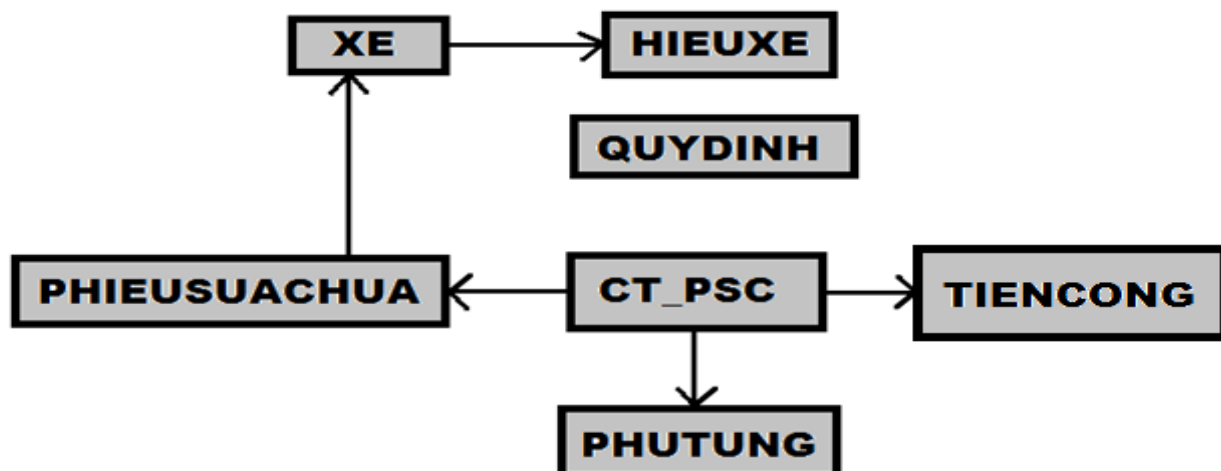 XE
HIEUXE
QUYDINH
PHIEUSUACHUA
CT_PSC
TIENCONG
PHUTUNG